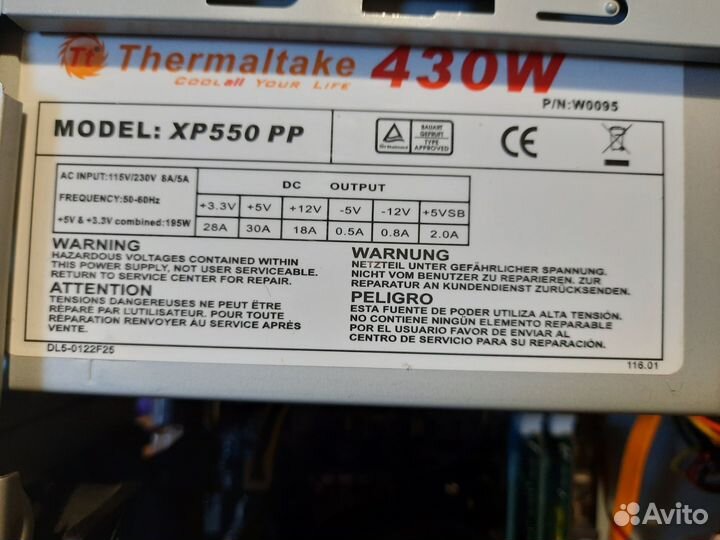 Tt Thermaltake 430W
COOL all YOUR LIFE
P/N:W0095
MODEL: XP550 PP
BAUART GEPRÜFT
TYPE APPROVED
CE
AC INPUT:115V/230V 8A/5A
FREQUENCY:50-60Hz
+5V & +3.3V combined:195W
DC OUTPUT
+3.3V +5V +12V -5V -12V +5VSB
28A 30A 18A 0.5A 0.8A 2.0A
WARNING
HAZARDOUS VOLTAGES CONTAINED WITHIN
THIS POWER SUPPLY, NOT USER SERVICEABLE.
RETURN TO SERVICE CENTER FOR REPAIR.
ATTENTION
TENSIONS DANGEREUSES NE PEUT ÊTRE
RÉPARÉ PAR L'UTILISATEUR. POUR TOUTE
RÉPARATION RENVOYER AU SERVICE APRÈS
VENTE.
WARNUNG
NETZTEIL UNTER GEFÄHRLICHER SPANNUNG.
NICHT VOM BENUTZER ZU REPARIEREN. ZUR
REPARATUR AN KUNDENDIENST ZURÜCKSENDEN.
PELIGRO
ESTA FUENTE DE PODER UTILIZA ALTA TENSIÓN.
NO CONTIENE NINGÚN ELEMENTO REPARABLE
POR EL USUARIO FAVOR DE ENVIAR AL
CENTRO DE SERVICIO PARA SU REPARACIÓN.
DL5-0122F25
116.01
Avito